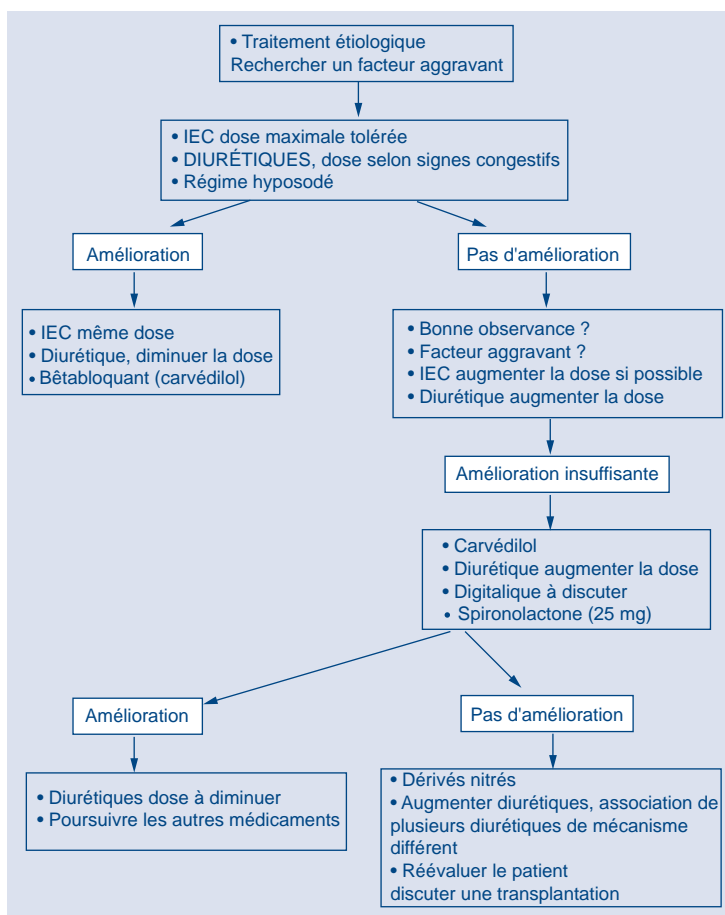 • Traitement étiologique
Rechercher un facteur aggravant
• IEC dose maximale tolérée
• DIURÉTIQUES, dose selon signes congestifs
• Régime hyposodé
Amélioration
Pas d'amélioration
• IEC même dose
• Diurétique, diminuer la dose
• Bêtabloquant (carvédilol)
• Bonne observance ?
• Facteur aggravant ?
• IEC augmenter la dose si possible
• Diurétique augmenter la dose
Amélioration insuffisante
• Carvédilol
• Diurétique augmenter la dose
• Digitalique à discuter
• Spironolactone (25 mg)
Amélioration
Pas d'amélioration
• Diurétiques dose à diminuer
• Poursuivre les autres médicaments
• Dérivés nitrés
• Augmenter diurétiques, association de
plusieurs diurétiques de mécanisme
différent
• Réévaluer le patient
discuter une transplantation